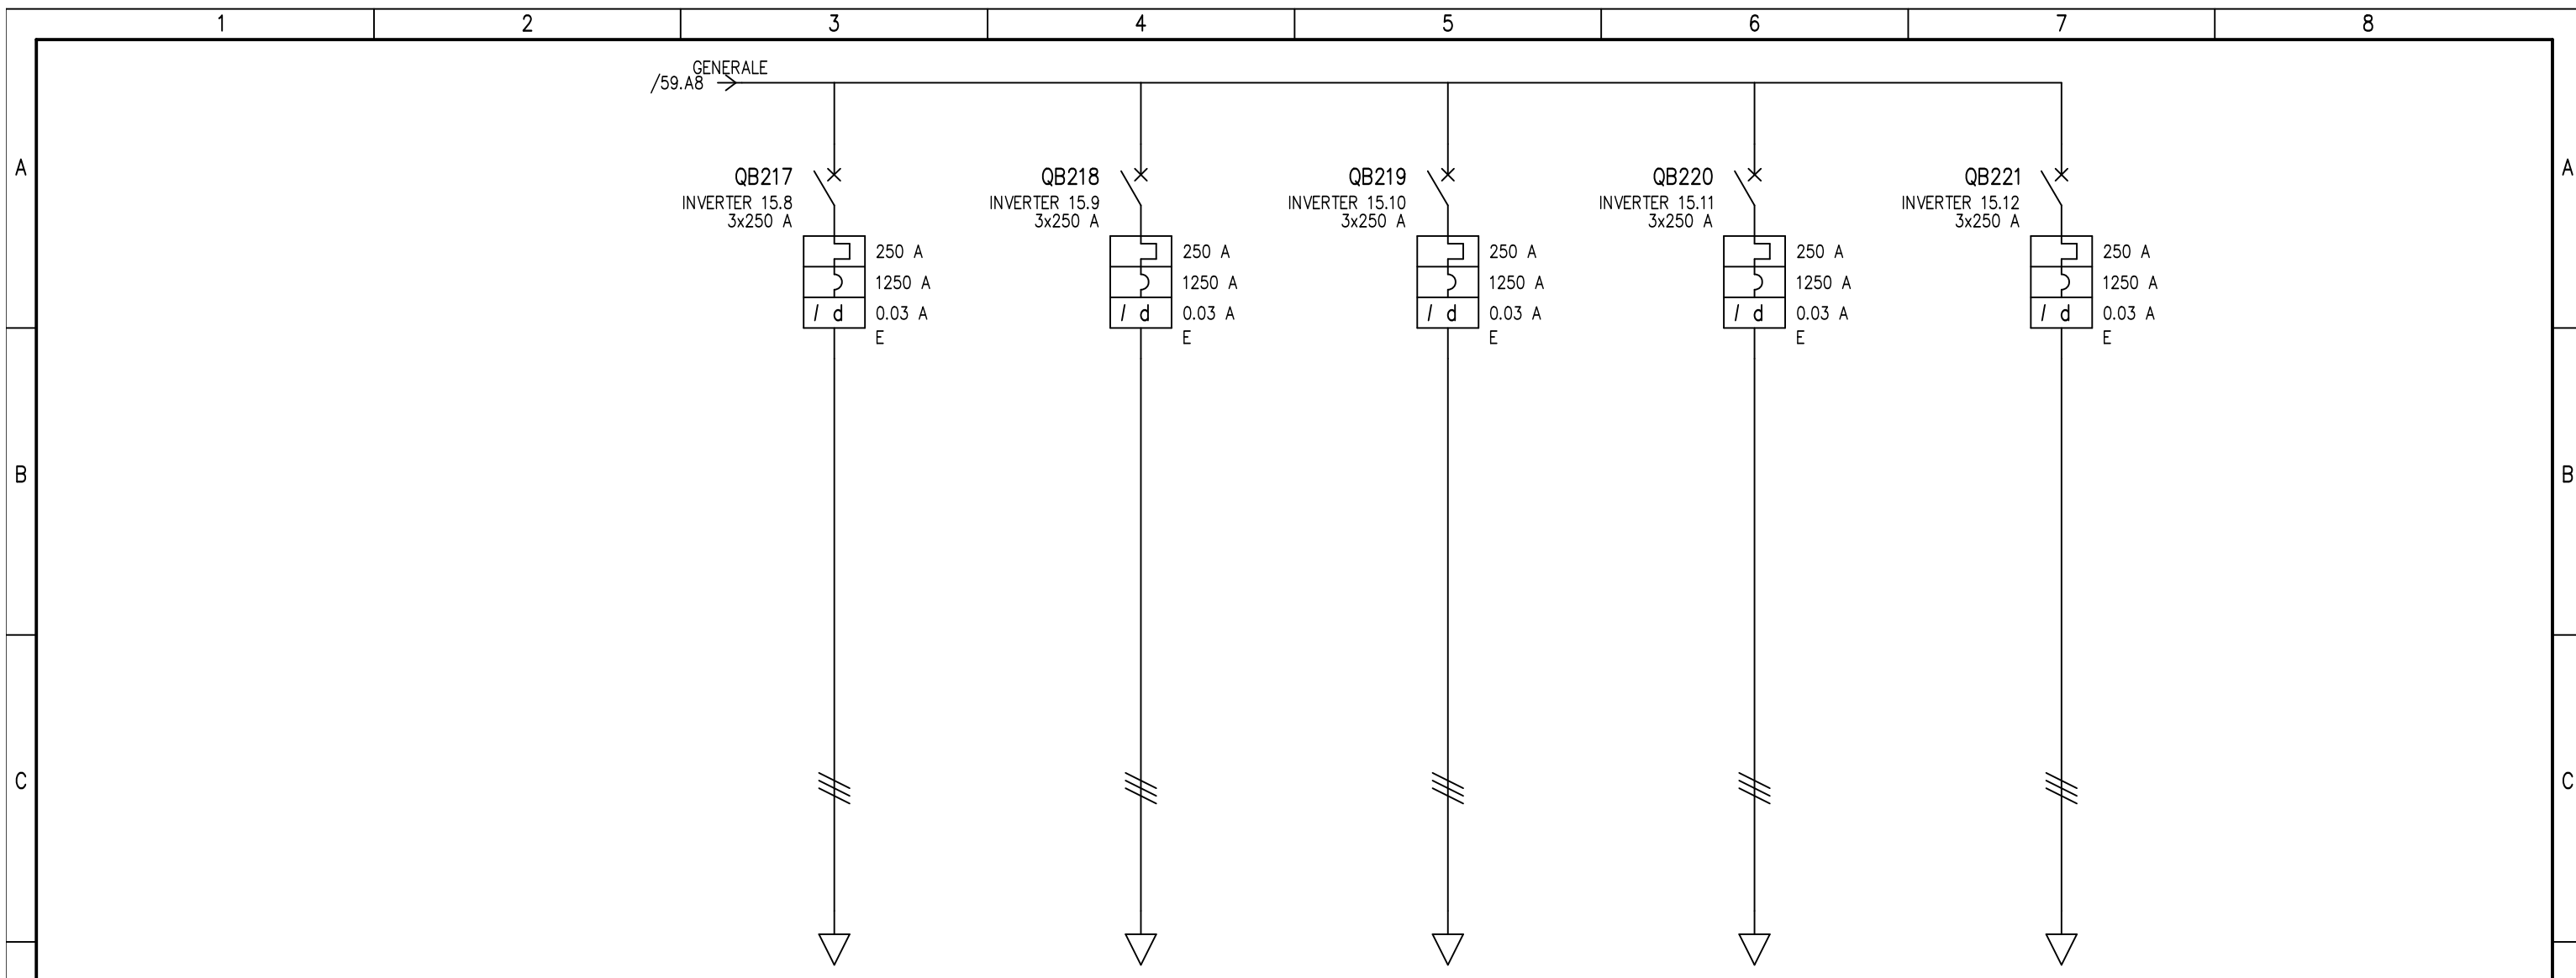 1 2 3 4 5 6 7 8
GENERALE
/59.A8
A A
QB217 QB218 QB219 QB220 QB221
INVERTER 15.8 INVERTER 15.9 INVERTER 15.10 INVERTER 15.11 INVERTER 15.12
3x250 A 3x250 A 3x250 A 3x250 A 3x250 A
250 A 250 A 250 A 250 A 250 A
1250 A 1250 A 1250 A 1250 A 1250 A
I d 0.03 A I d 0.03 A I d 0.03 A I d 0.03 A I d 0.03 A
E E E E E
B B
C C